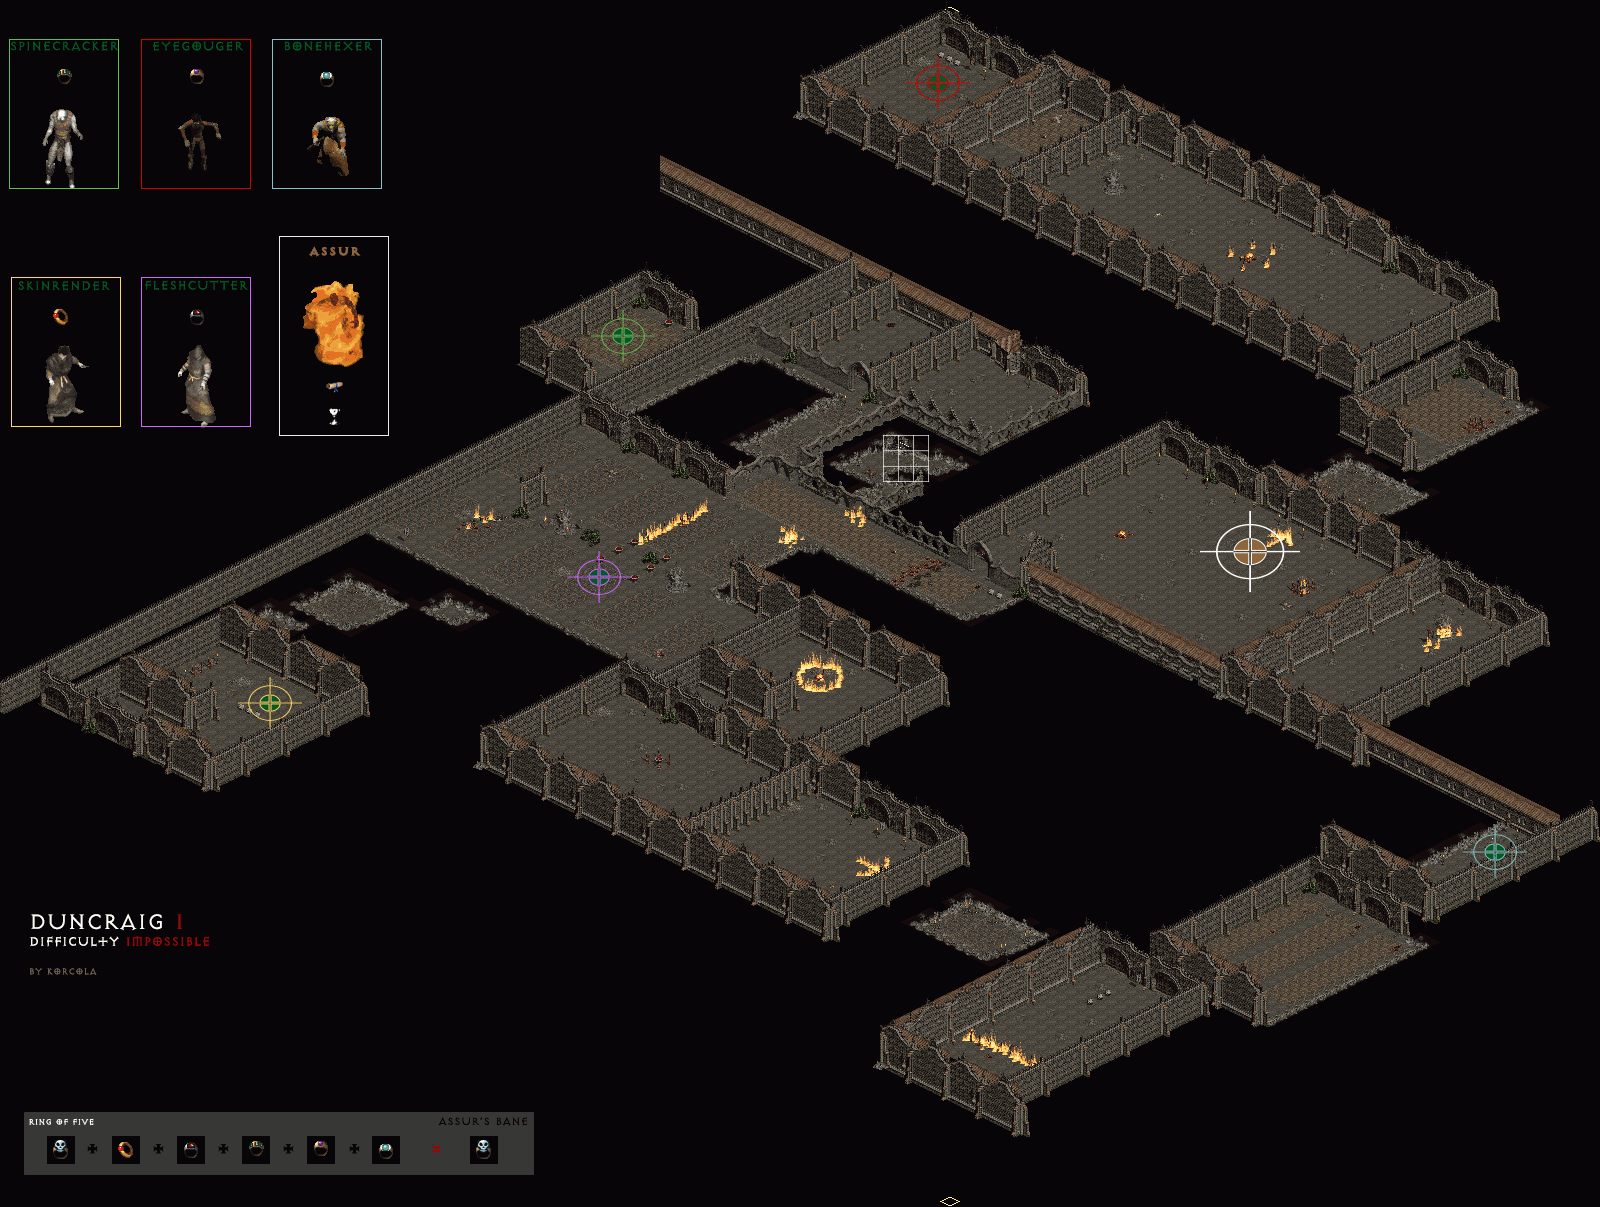 SPINECRACKER
EYEGOUGER
BONEHEXER
ASSUR
SKINRENDER
FLESHCUTTER
DUNCRAIG I
DIFFICULTY IMPOSSIBLE
BY KORCOLA
RING OF FIVE
ASSUR'S BANE